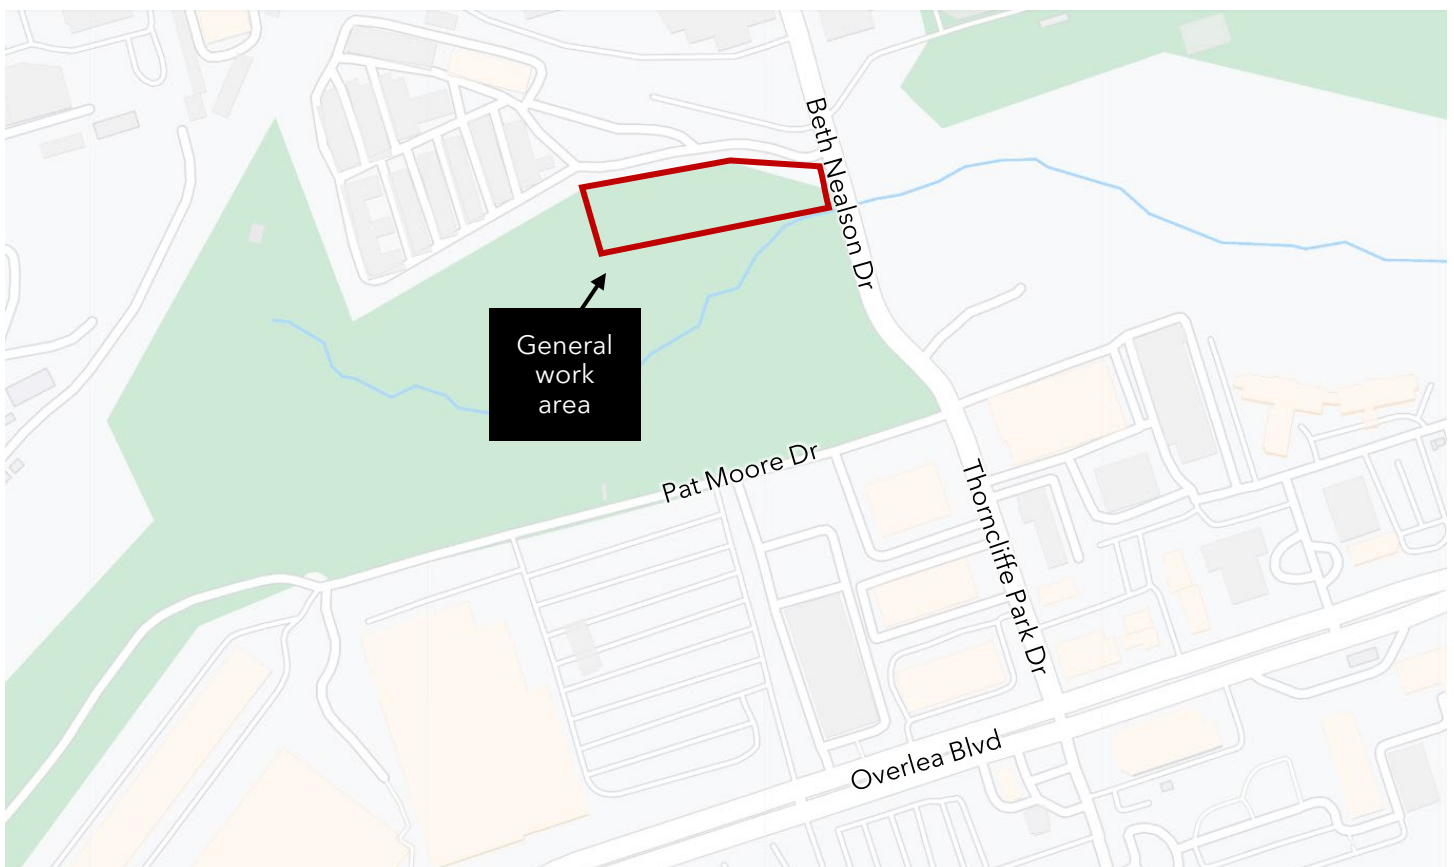 Beth Nealson Dr
General
work
area
Pat Moore Dr
Thorncliffe Park Dr
Overlea Blvd